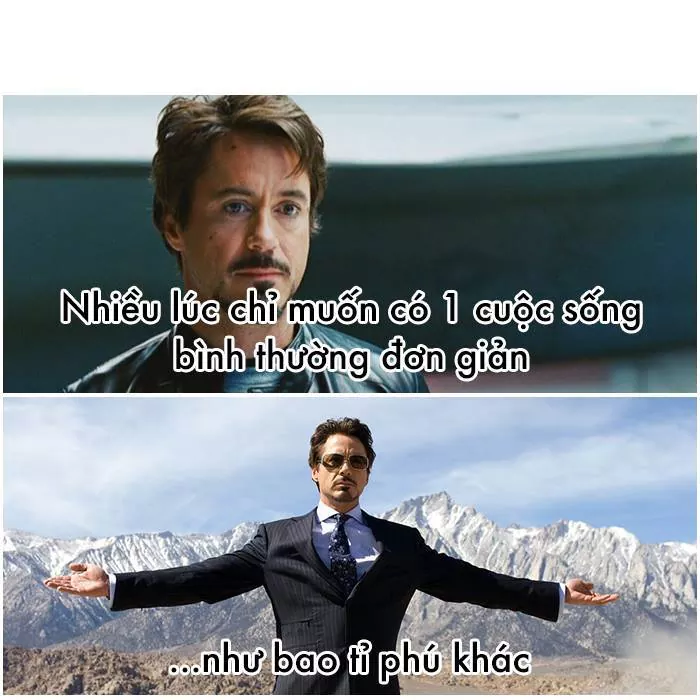 Nhiều lúc chỉ muốn có 1 cuộc sống
bình thường đơn giản
...như bao tỉ phú khác